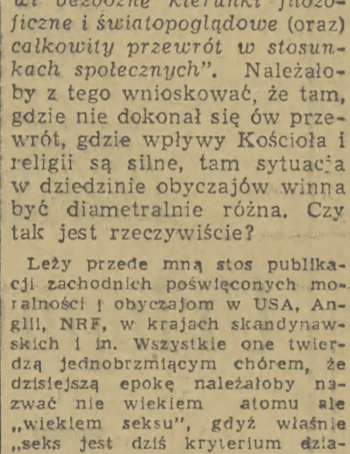 wi bezbożne kierunki filozo-
ficzne i światopoglądowe (oraz)
całkowity przewrót w stosun-
kach społecznych”. Należało-
by z tego wnioskować, że tam,
gdzie nie dokonał się ów prze-
wrót, gdzie wpływy Kościoła i
religii są silne, tam sytuacja
w dziedzinie obyczajów winna
być diametralnie różna. Czy
tak jest rzeczywiście?
Leży przede mną stos publika-
cji zachodnich poświęconych mo-
ralności i obyczajom w USA, An-
glii, NRF, w krajach skandynaw-
skich i in. Wszystkie one twier-
dzą jednobrzmiącym chórem, że
dzisiejszą epokę należałoby na-
zwać nie wiekiem atomu ale
„wiekiem seksu”, gdyż właśnie
„seks jest dziś kryterium dzia-